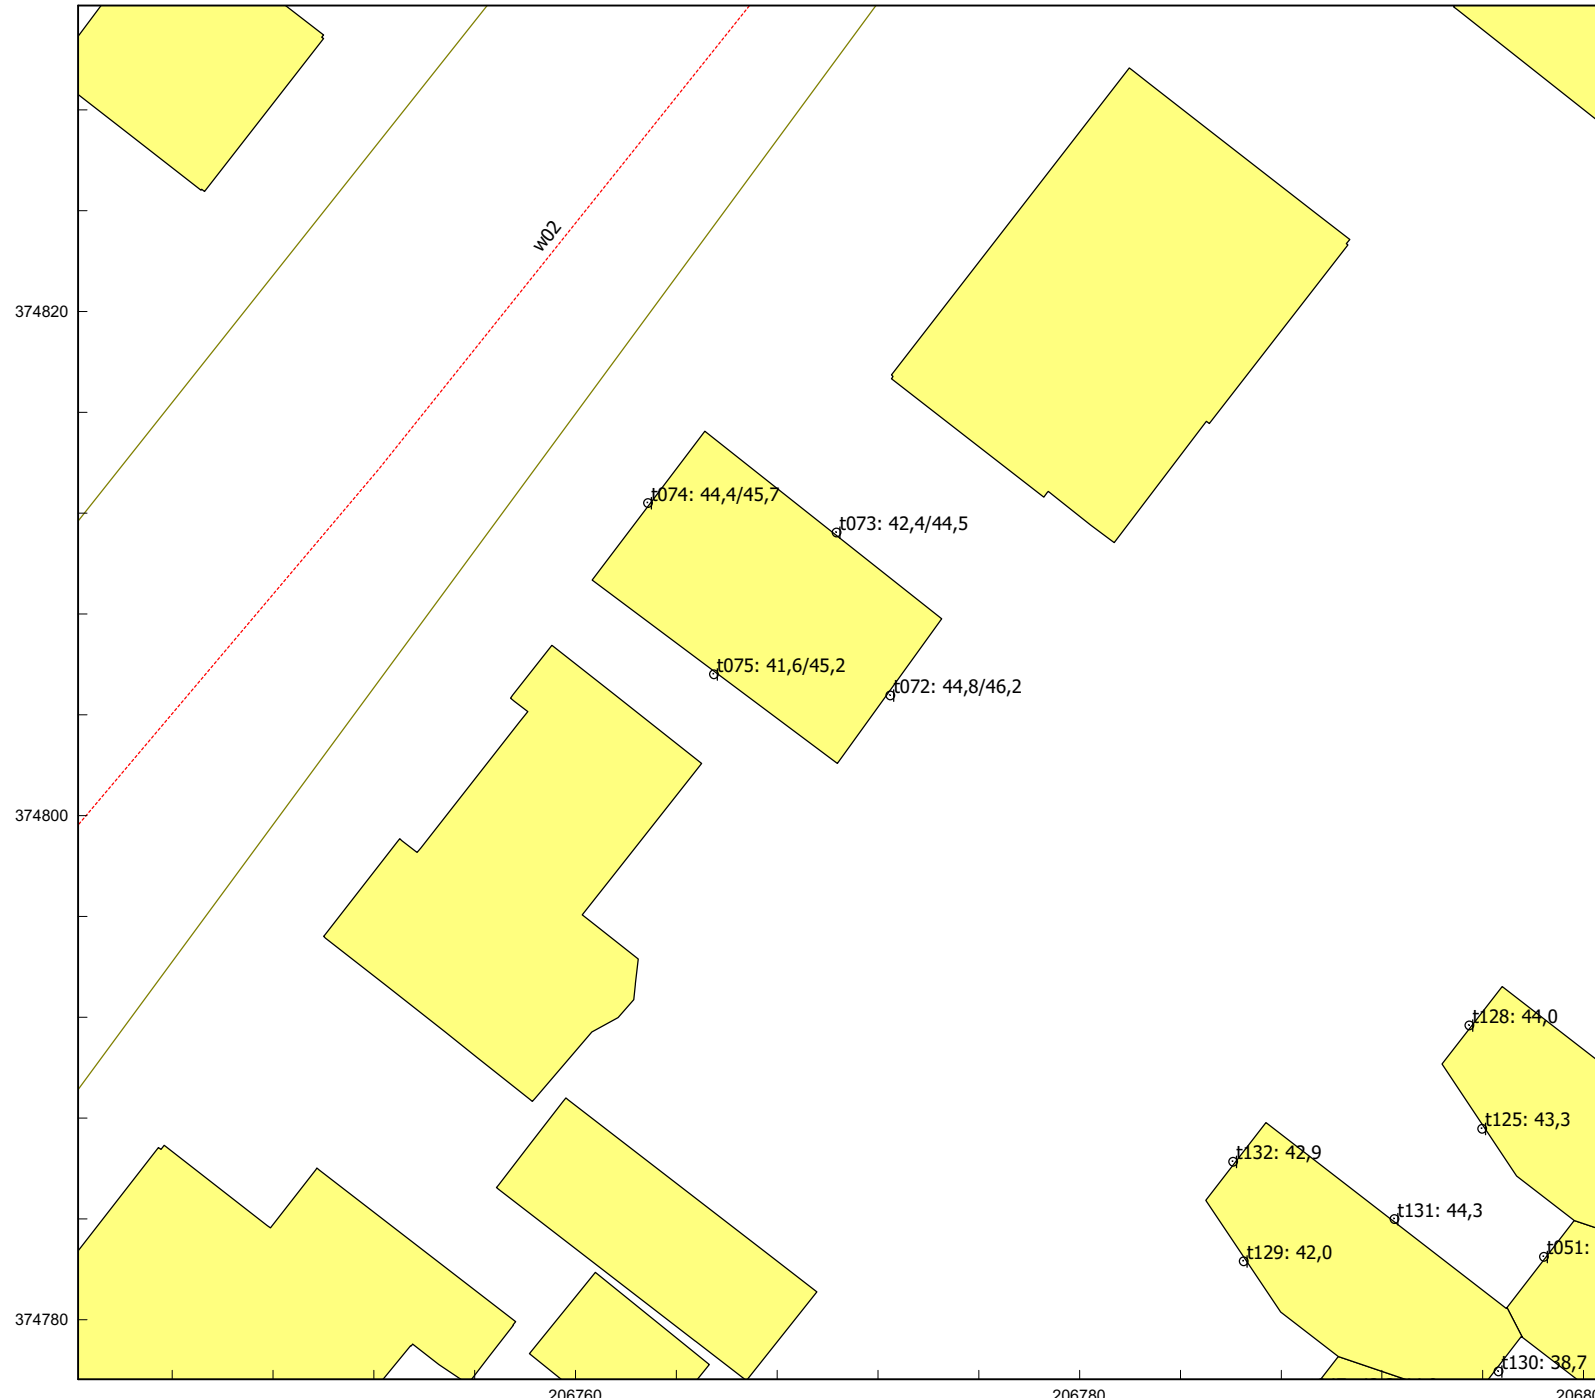 w02
374820
t074: 44,4/45,7
t073: 42,4/44,5
t075: 41,6/45,2
t072: 44,8/46,2
374800
t128: 44,0
t125: 43,3
t132: 42,9
t131: 44,3
t129: 42,0
t051:
374780
t130: 38,7
206760
206780